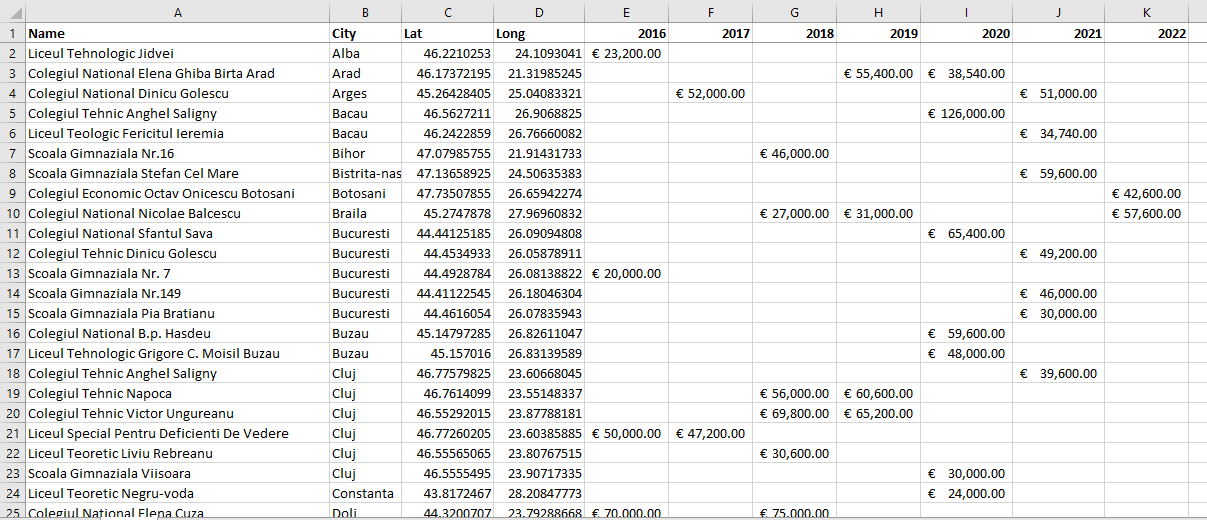 A B C D E F G H I J K
1 Name City Lat Long 2016 2017 2018 2019 2020 2021 2022
2 Liceul Tehnologic Jidvei Alba 46.2210253 24.1093041 € 23,200.00
3 Colegiul National Elena Ghiba Birta Arad Arad 46.17372195 21.31985245 € 55,400.00 € 38,540.00
4 Colegiul National Dinicu Golescu Arges 45.26428405 25.04083321 € 52,000.00 € 51,000.00
5 Colegiul Tehnic Anghel Saligny Bacau 46.5627211 26.9068825 € 126,000.00
6 Liceul Teologic Fericitul Ieremia Bacau 46.2422859 26.76660082 € 34,740.00
7 Scoala Gimnaziala Nr.16 Bihor 47.07985755 21.91431733 € 46,000.00
8 Scoala Gimnaziala Stefan Cel Mare Bistrita-nas 47.13658925 24.50635383 € 59,600.00
9 Colegiul Economic Octav Onicescu Botosani Botosani 47.73507855 26.65942274 € 42,600.00
10 Colegiul National Nicolae Balcescu Braila 45.2747878 27.96960832 € 27,000.00 € 31,000.00 € 57,600.00
11 Colegiul National Sfantul Sava Bucuresti 44.44125185 26.09094808 € 65,400.00
12 Colegiul Tehnic Dinicu Golescu Bucuresti 44.4534933 26.05878911 € 49,200.00
13 Scoala Gimnaziala Nr. 7 Bucuresti 44.4928784 26.08138822 € 20,000.00
14 Scoala Gimnaziala Nr.149 Bucuresti 44.41122545 26.18046304 € 46,000.00
15 Scoala Gimnaziala Pia Bratianu Bucuresti 44.4616054 26.07835943 € 30,000.00
16 Colegiul National B.p. Hasdeu Buzau 45.14797285 26.82611047 € 59,600.00
17 Liceul Tehnologic Grigore C. Moisil Buzau Buzau 45.157016 26.83139589 € 48,000.00
18 Colegiul Tehnic Anghel Saligny Cluj 46.77579825 23.60668045 € 39,600.00
19 Colegiul Tehnic Napoca Cluj 46.7614099 23.55148337 € 56,000.00 € 60,600.00
20 Colegiul Tehnic Victor Ungureanu Cluj 46.55292015 23.87788181 € 69,800.00 € 65,200.00
21 Liceul Special Pentru Deficienti De Vedere Cluj 46.77260205 23.60385885 € 50,000.00 € 47,200.00
22 Liceul Teoretic Liviu Rebreanu Cluj 46.55565065 23.80767515 € 30,600.00
23 Scoala Gimnaziala Viisoara Cluj 46.5555495 23.90717335 € 30,000.00
24 Liceul Teoretic Negru-voda Constanta 43.8172467 28.20847773 € 24,000.00
25 Colegiul National Elena Cuza Dolj 44.3200707 23.79288668 € 70,000.00 € 75,000.00